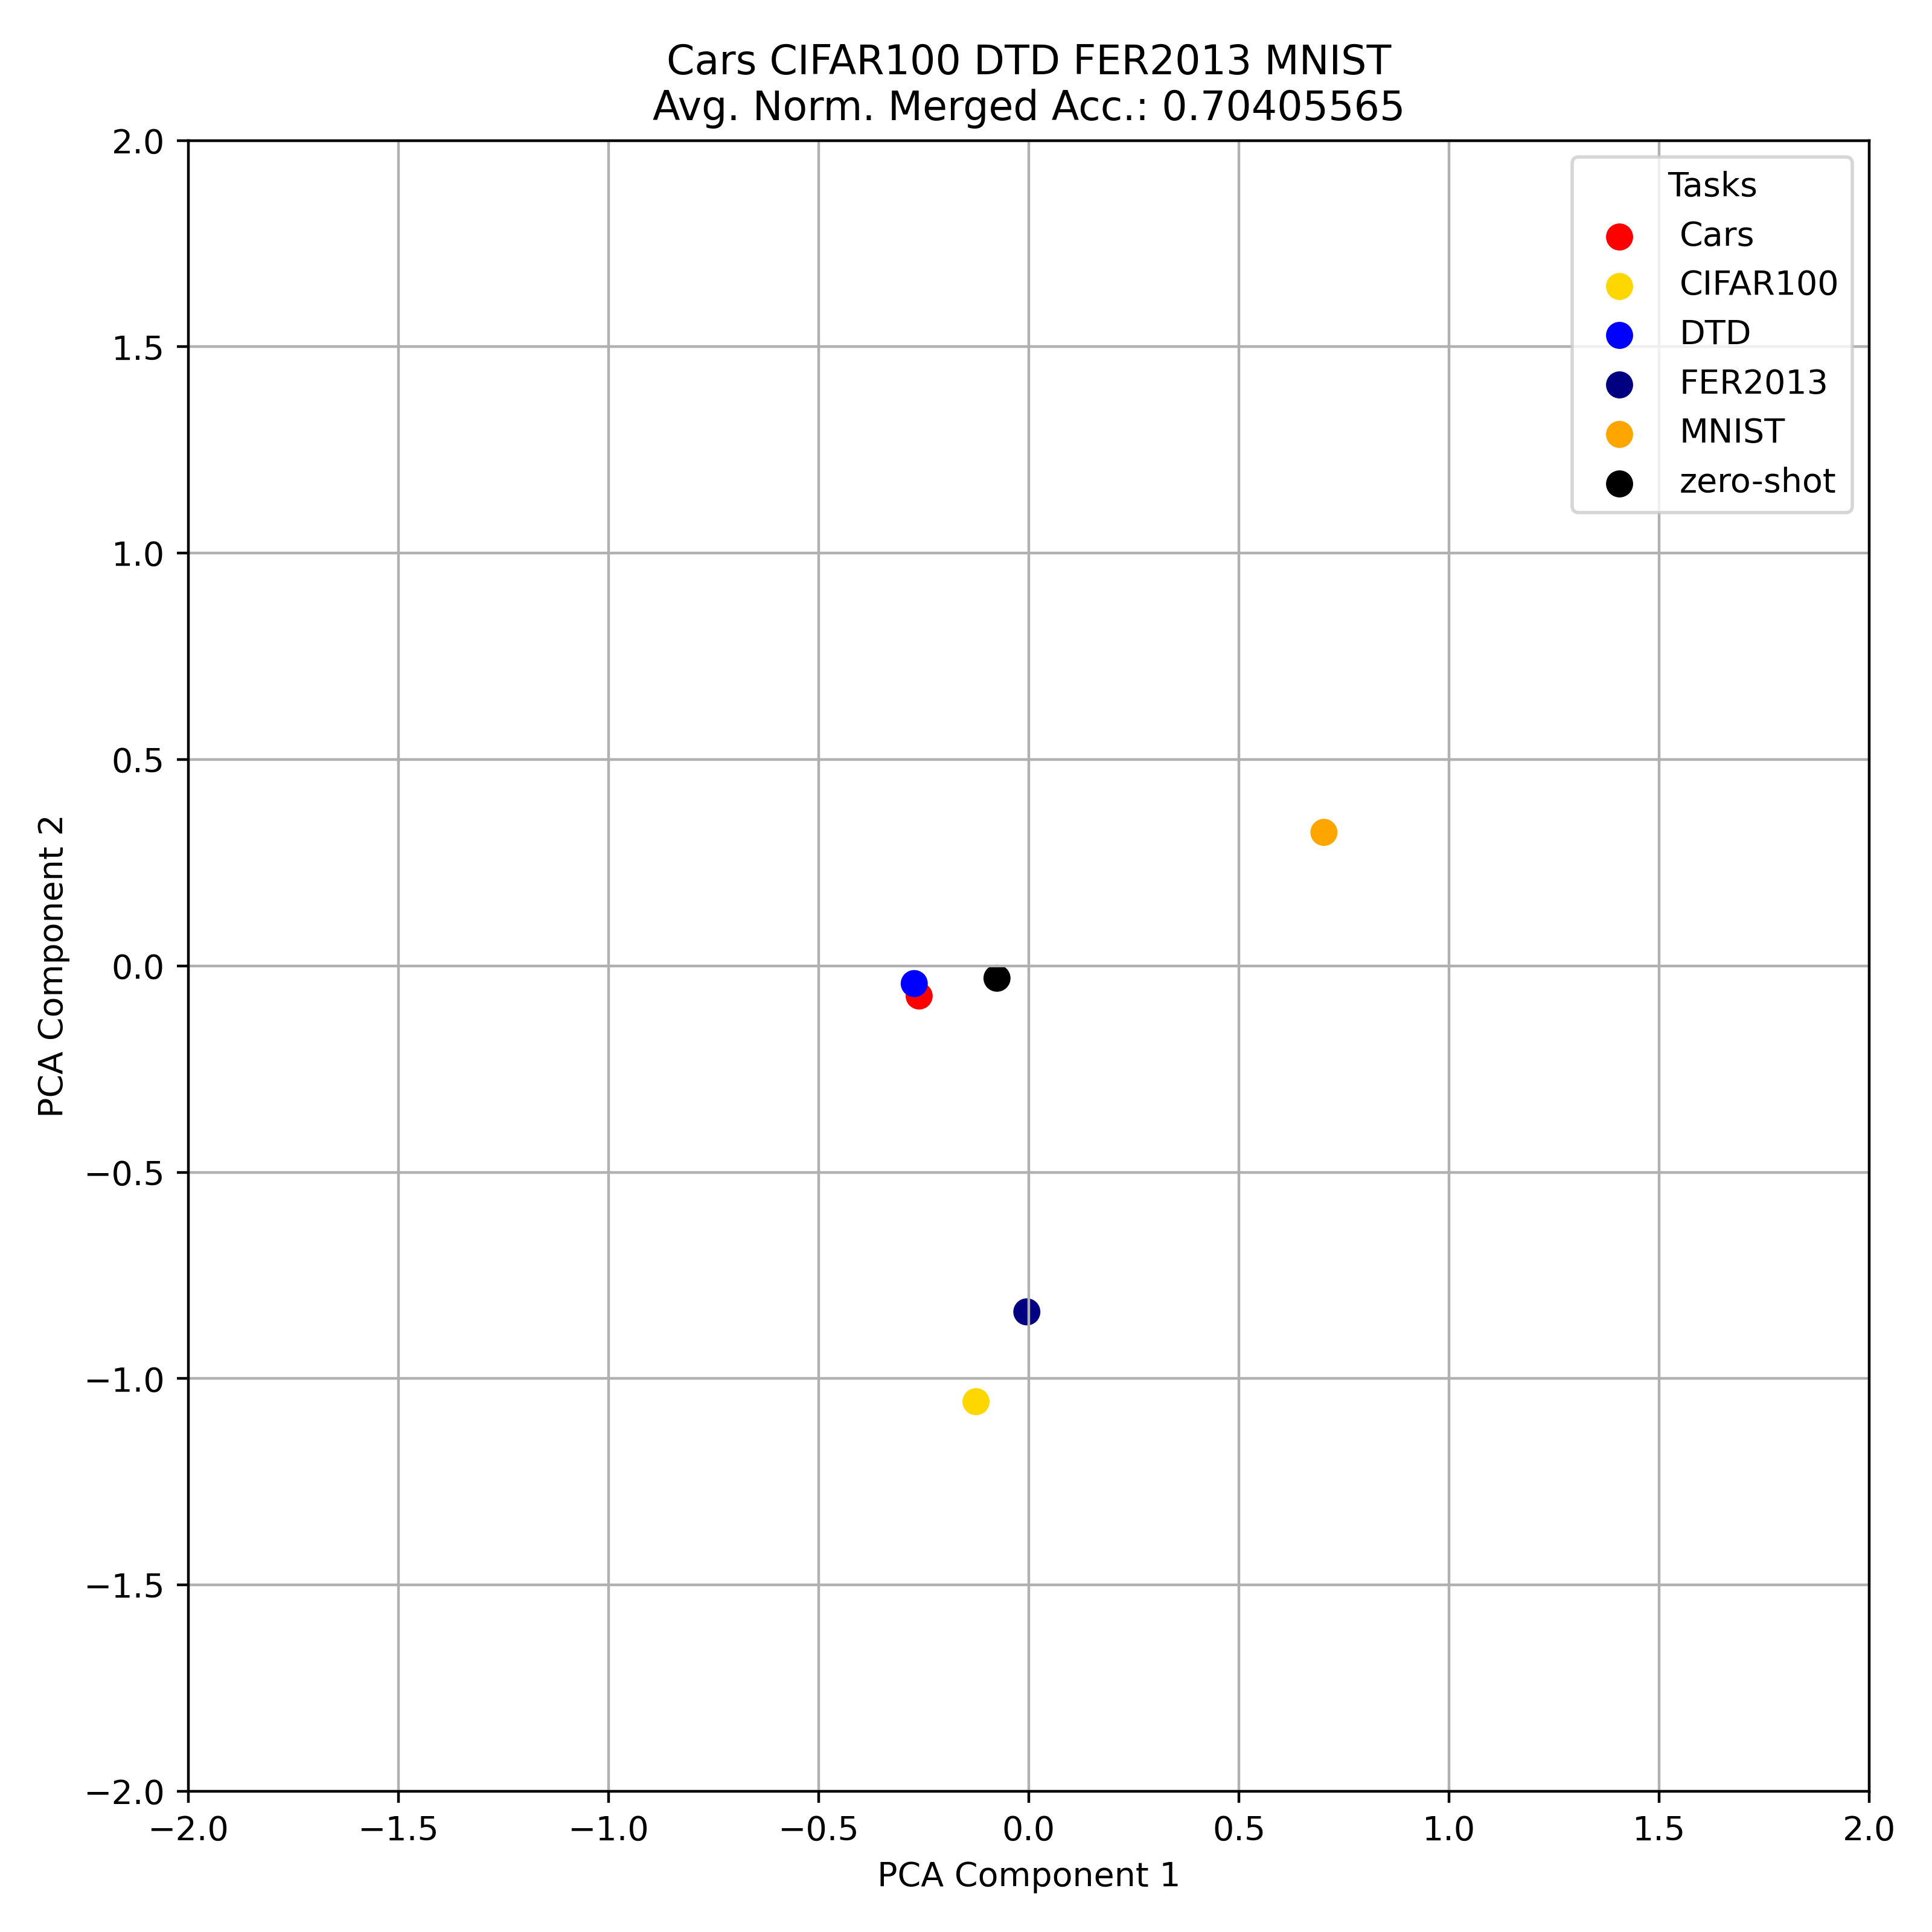 Cars CIFAR100 DTD FER2013 MNIST
Avg. Norm. Merged Acc.: 0.70405565
Tasks
Cars
CIFAR100
DTD
FER2013
MNIST
zero-shot
PCA Component 2
2.0
1.5
1.0
0.5
0.0
−0.5
−1.0
−1.5
−2.0
−2.0 −1.5 −1.0 −0.5 0.0 0.5 1.0 1.5 2.0
PCA Component 1